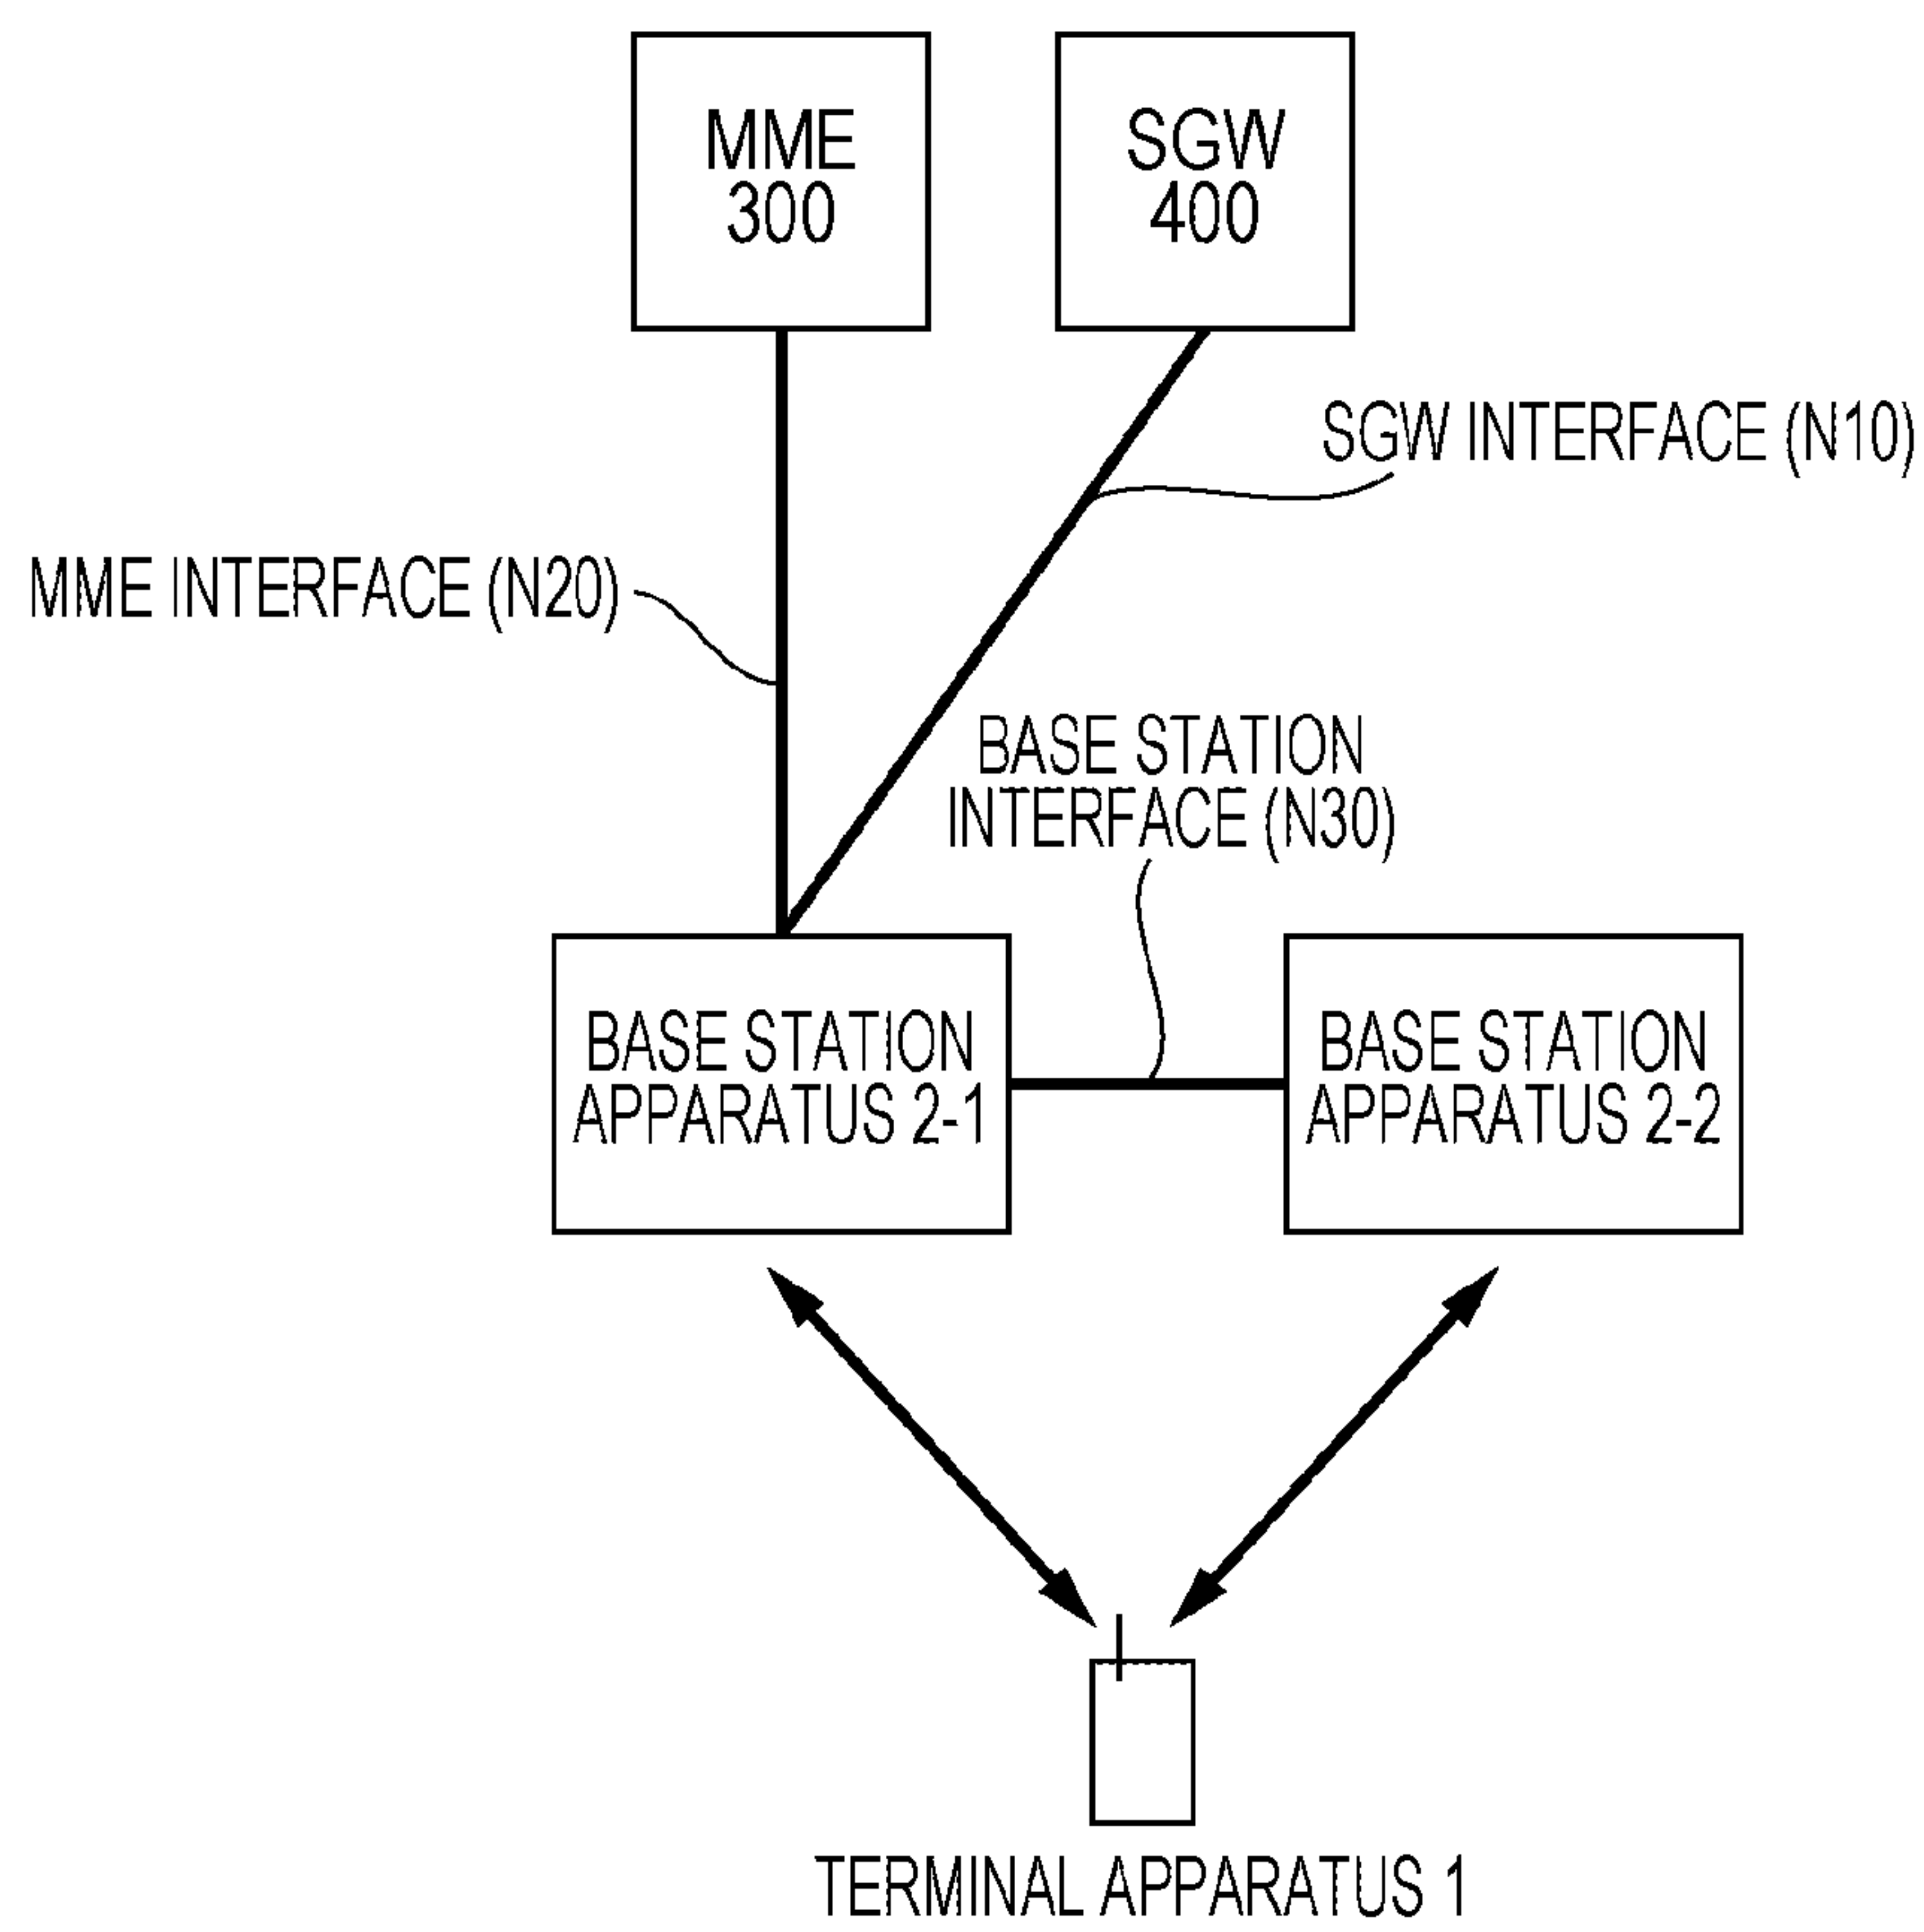 MME
300
SGW
400
SGW INTERFACE (N10)
MME INTERFACE (N20)
BASE STATION
INTERFACE (N30)
BASE STATION
APPARATUS 2-1
BASE STATION
APPARATUS 2-2
TERMINAL APPARATUS 1